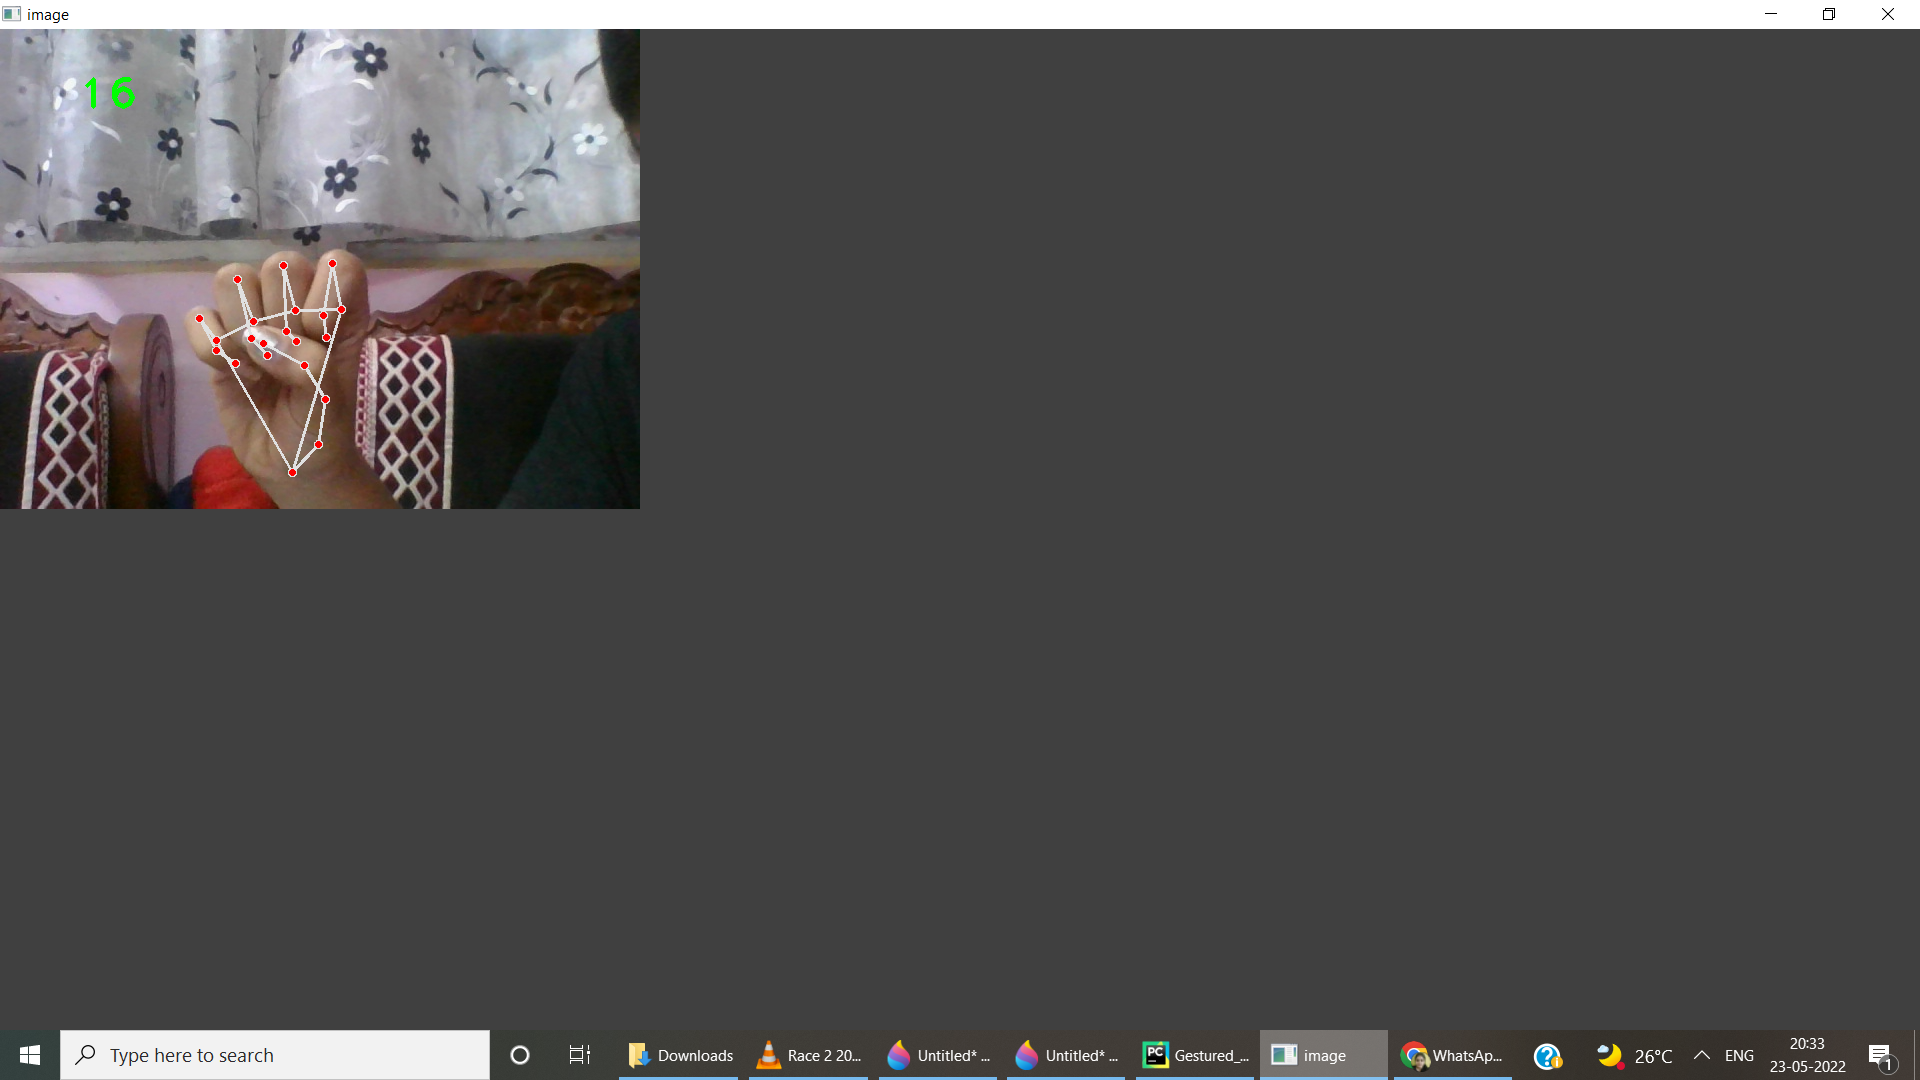 image
16
Type here to search
Downloads
Race 2 20...
Untitled* ...
Untitled* ...
PC
Gestured_...
image
WhatsAp...
26°C
ENG
20:33
23-05-2022
1